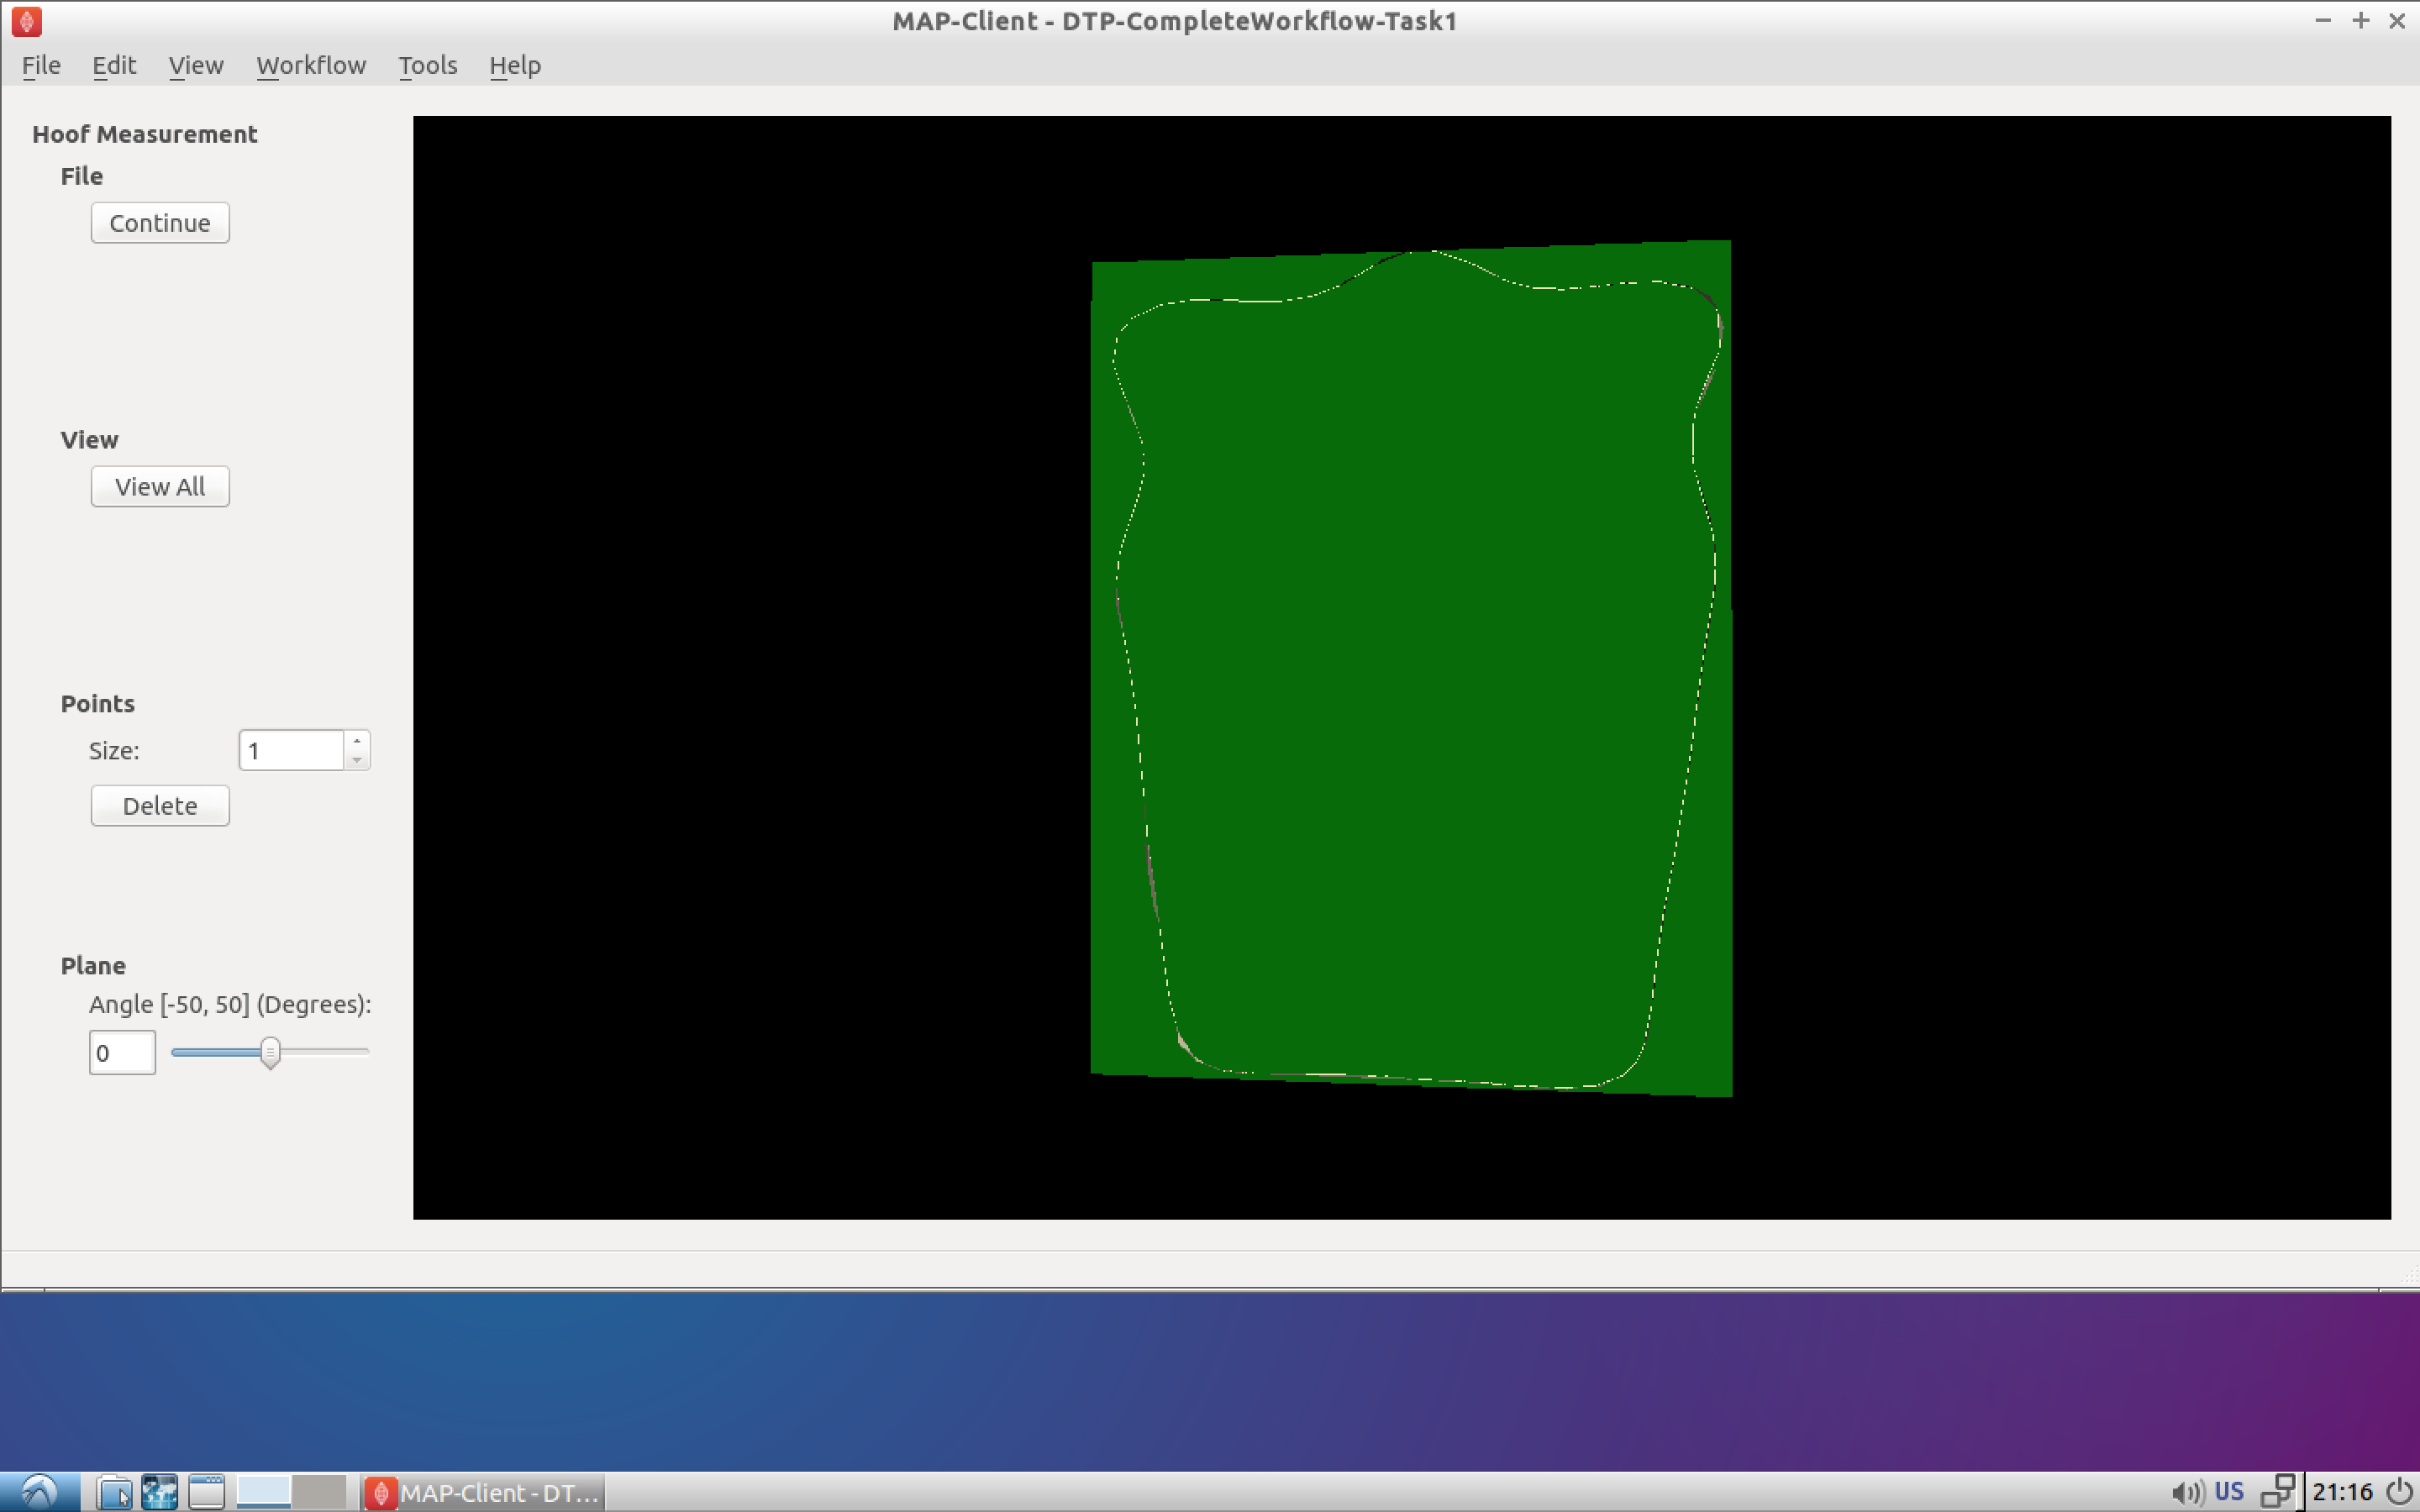 MAP-Client - DTP-CompleteWorkflow-Task1
File Edit View Workflow Tools Help
Hoof Measurement
File
Continue
View
View All
Points
Size: 1
Delete
Plane
Angle [-50, 50] (Degrees):
0
MAP-Client - DT...
US 21:16